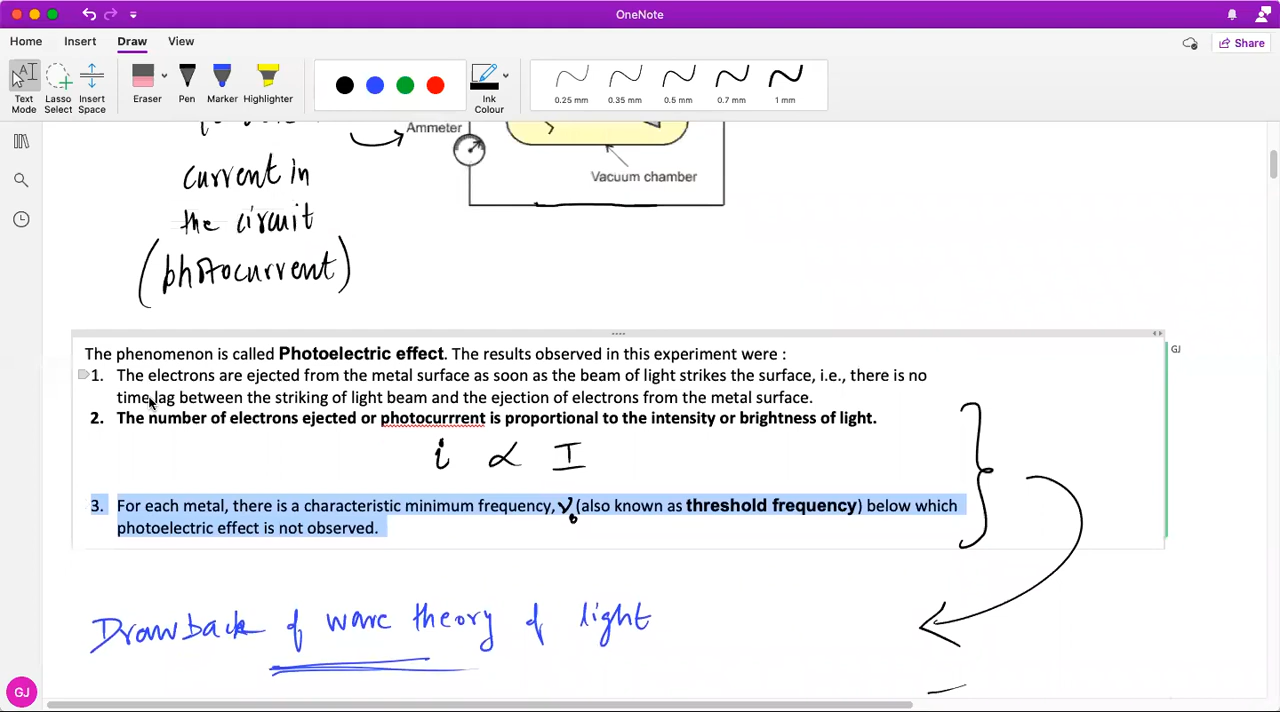 OneNote
Home Insert Draw View
Share
Text Mode
Lasso Select
Insert Space
Eraser
Pen
Marker
Highlighter
Ink Colour
0.25 mm 0.35 mm 0.5 mm 0.7 mm 1 mm
Ammeter
Vacuum chamber
current in
the circuit
(photocurrent)
The phenomenon is called Photoelectric effect. The results observed in this experiment were :
1. The electrons are ejected from the metal surface as soon as the beam of light strikes the surface, i.e., there is no
time lag between the striking of light beam and the ejection of electrons from the metal surface.
2. The number of electrons ejected or photocurrrent is proportional to the intensity or brightness of light.
i ∝ I
3. For each metal, there is a characteristic minimum frequency, ν₀ (also known as threshold frequency) below which
photoelectric effect is not observed.
GJ
Drawback of wave theory of light
GJ